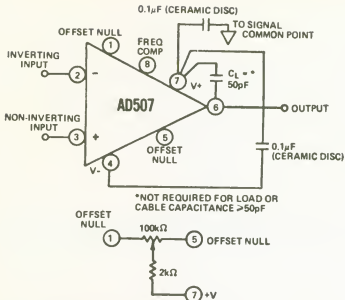 0.1μF (CERAMIC DISC)
OFFSET NULL
TO SIGNAL
COMMON POINT
1
FREQ
COMP
INVERTING
INPUT
8
7
V+
CL = *
50pF
2
−
AD507
6
OUTPUT
NON-INVERTING
INPUT
3
+
5
OFFSET
NULL
0.1μF
(CERAMIC DISC)
V-
4
*NOT REQUIRED FOR LOAD OR
CABLE CAPACITANCE ≥50pF
OFFSET
NULL
100kΩ
1
5
OFFSET NULL
2kΩ
7
+V